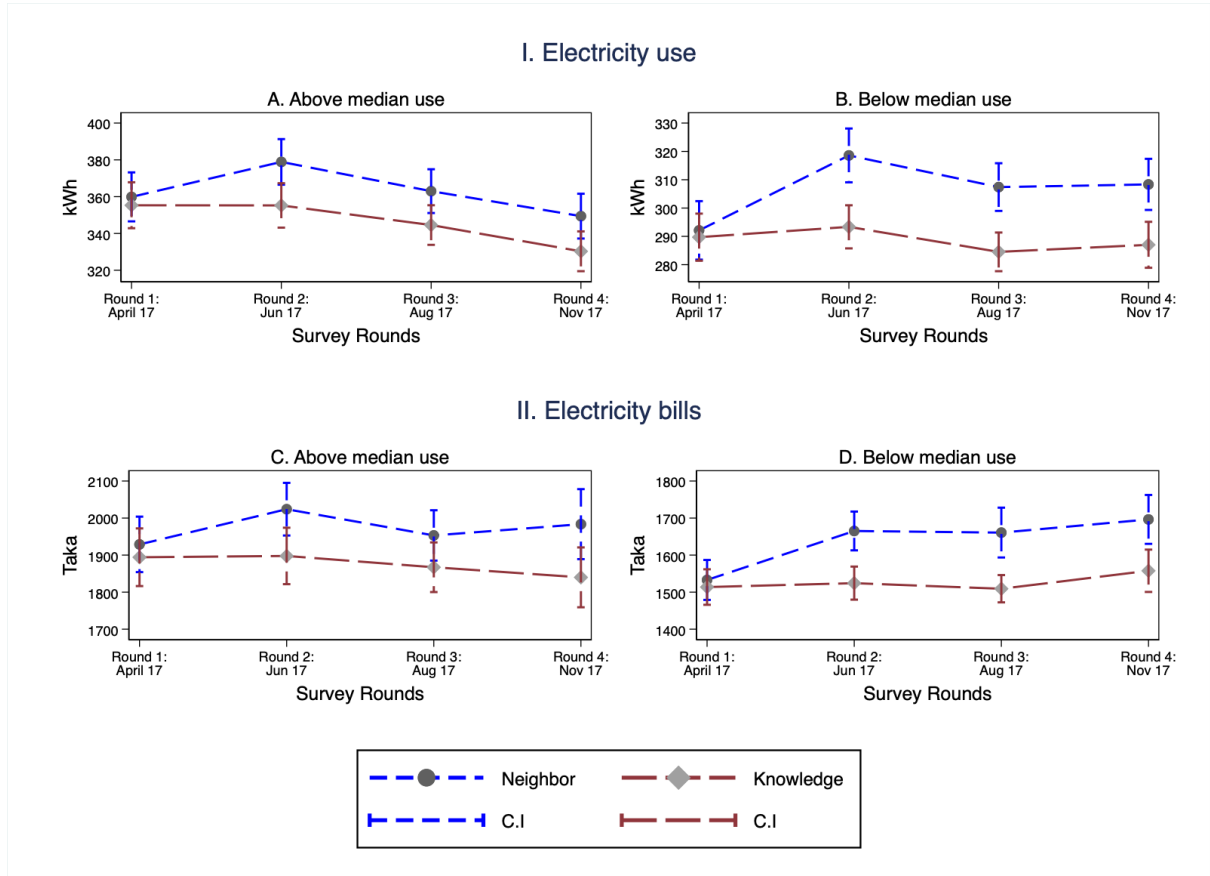 I. Electricity use
A. Above median use
kWh
400
380
360
340
320
Round 1:
April 17
Round 2:
Jun 17
Round 3:
Aug 17
Round 4:
Nov 17
Survey Rounds
B. Below median use
kWh
330
320
310
300
290
280
Round 1:
April 17
Round 2:
Jun 17
Round 3:
Aug 17
Round 4:
Nov 17
Survey Rounds
II. Electricity bills
C. Above median use
Taka
2100
2000
1900
1800
1700
Round 1:
April 17
Round 2:
Jun 17
Round 3:
Aug 17
Round 4:
Nov 17
Survey Rounds
D. Below median use
Taka
1800
1700
1600
1500
1400
Round 1:
April 17
Round 2:
Jun 17
Round 3:
Aug 17
Round 4:
Nov 17
Survey Rounds
Neighbor
Knowledge
C.I
C.I